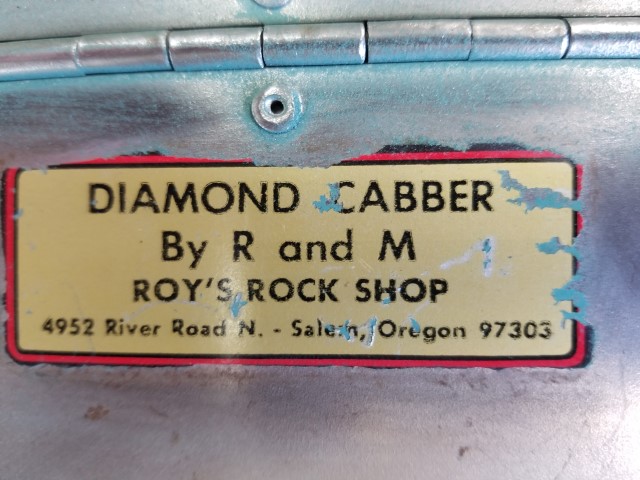 DIAMOND CABBER
By R and M
ROY'S ROCK SHOP
4952 River Road N. - Salem, Oregon 97303